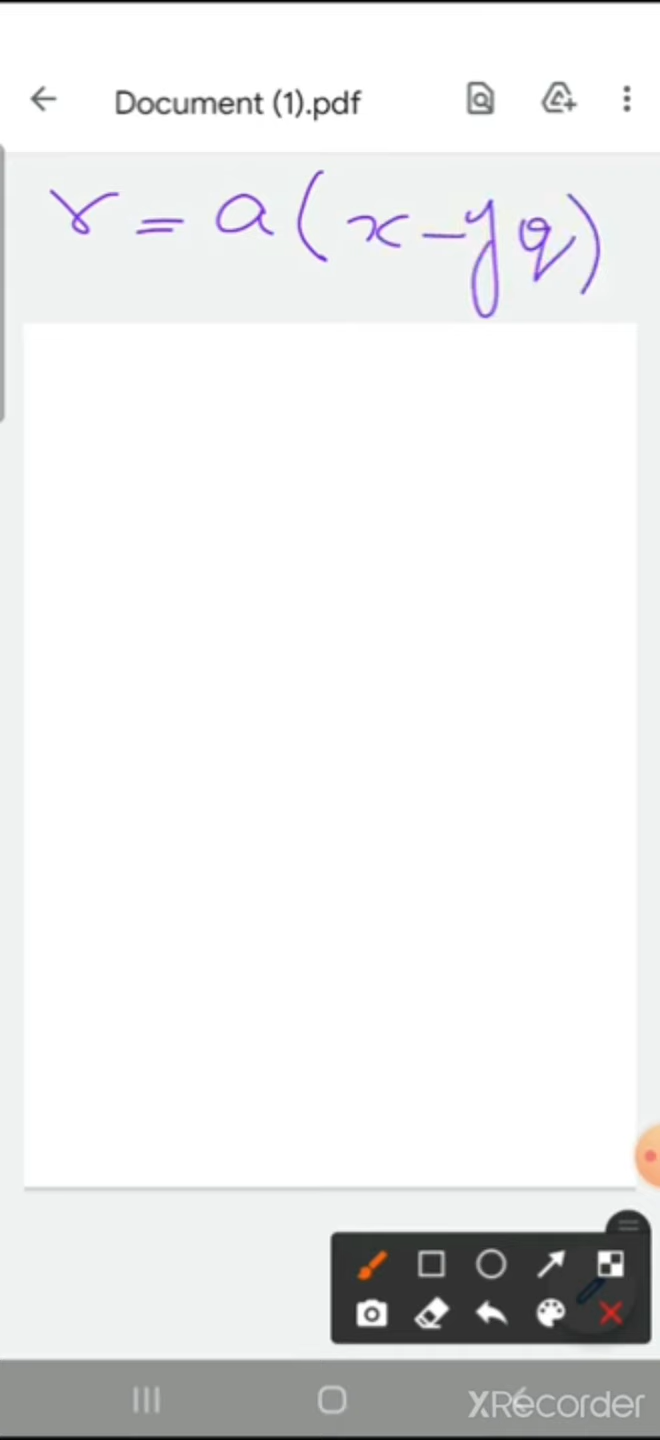 Document (1).pdf
r = a(x-yq)
XRecorder